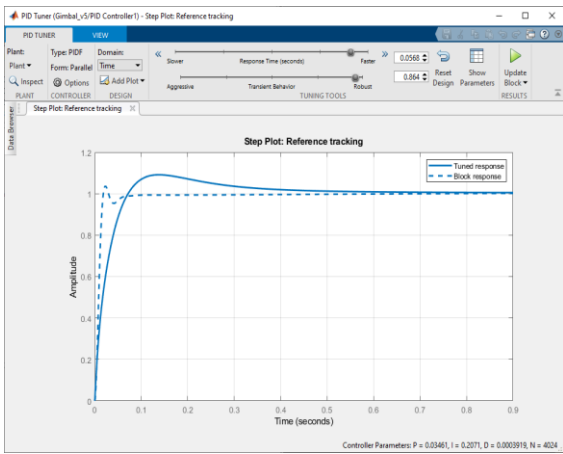 PID Tuner (Gimbal_v5/PID Controller1) - Step Plot: Reference tracking
PID TUNER VIEW
Plant: Type: PIDF Domain:
Plant Form: Parallel Time Slower Response Time (seconds) Faster 0.0568
Inspect Options Add Plot Aggressive Transient Behavior Robust 0.864
Reset Design Show Parameters Update Block
PLANT CONTROLLER DESIGN TUNING TOOLS RESULTS
Data Browser
Step Plot: Reference tracking
Step Plot: Reference tracking
Tuned response
Block response
1.2
1
0.8
0.6
0.4
0.2
0
Amplitude
0 0.1 0.2 0.3 0.4 0.5 0.6 0.7 0.8 0.9
Time (seconds)
Controller Parameters: P = 0.03461, I = 0.2071, D = 0.0003919, N = 4024